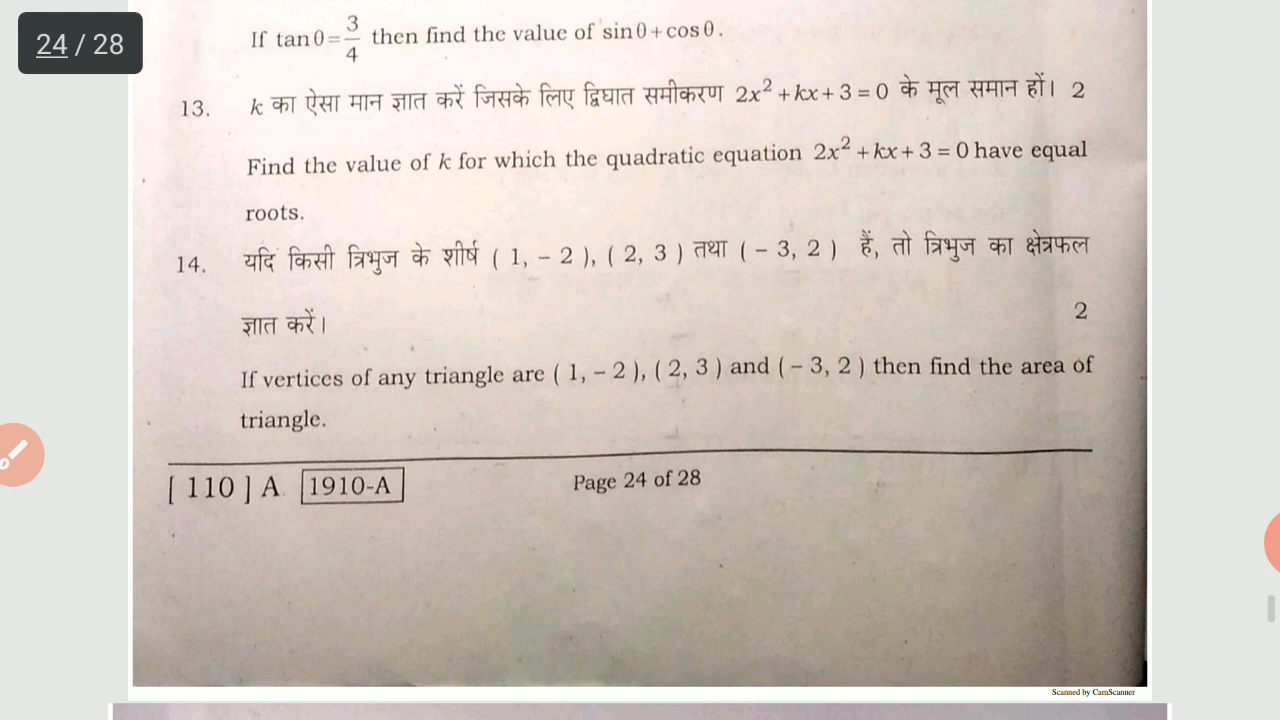 24 / 28
If tanθ = 3/4 then find the value of sinθ + cosθ.
13. k का ऐसा मान ज्ञात करें जिसके लिए द्विघात समीकरण 2x² + kx + 3 = 0 के मूल समान हों। 2
Find the value of k for which the quadratic equation 2x² + kx + 3 = 0 have equal
roots.
14. यदि किसी त्रिभुज के शीर्ष ( 1, – 2 ), ( 2, 3 ) तथा ( – 3, 2 ) हैं, तो त्रिभुज का क्षेत्रफल
ज्ञात करें। 2
If vertices of any triangle are ( 1, – 2 ), ( 2, 3 ) and ( – 3, 2 ) then find the area of
triangle.
[ 110 ] A 1910-A Page 24 of 28
Scanned by CamScanner